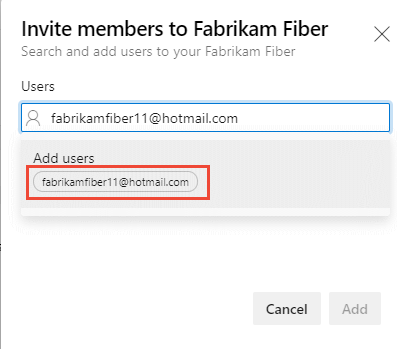 Invite members to Fabrikam Fiber
Search and add users to your Fabrikam Fiber
Users
fabrikamfiber11@hotmail.com
Add users
fabrikamfiber11@hotmail.com
Cancel
Add